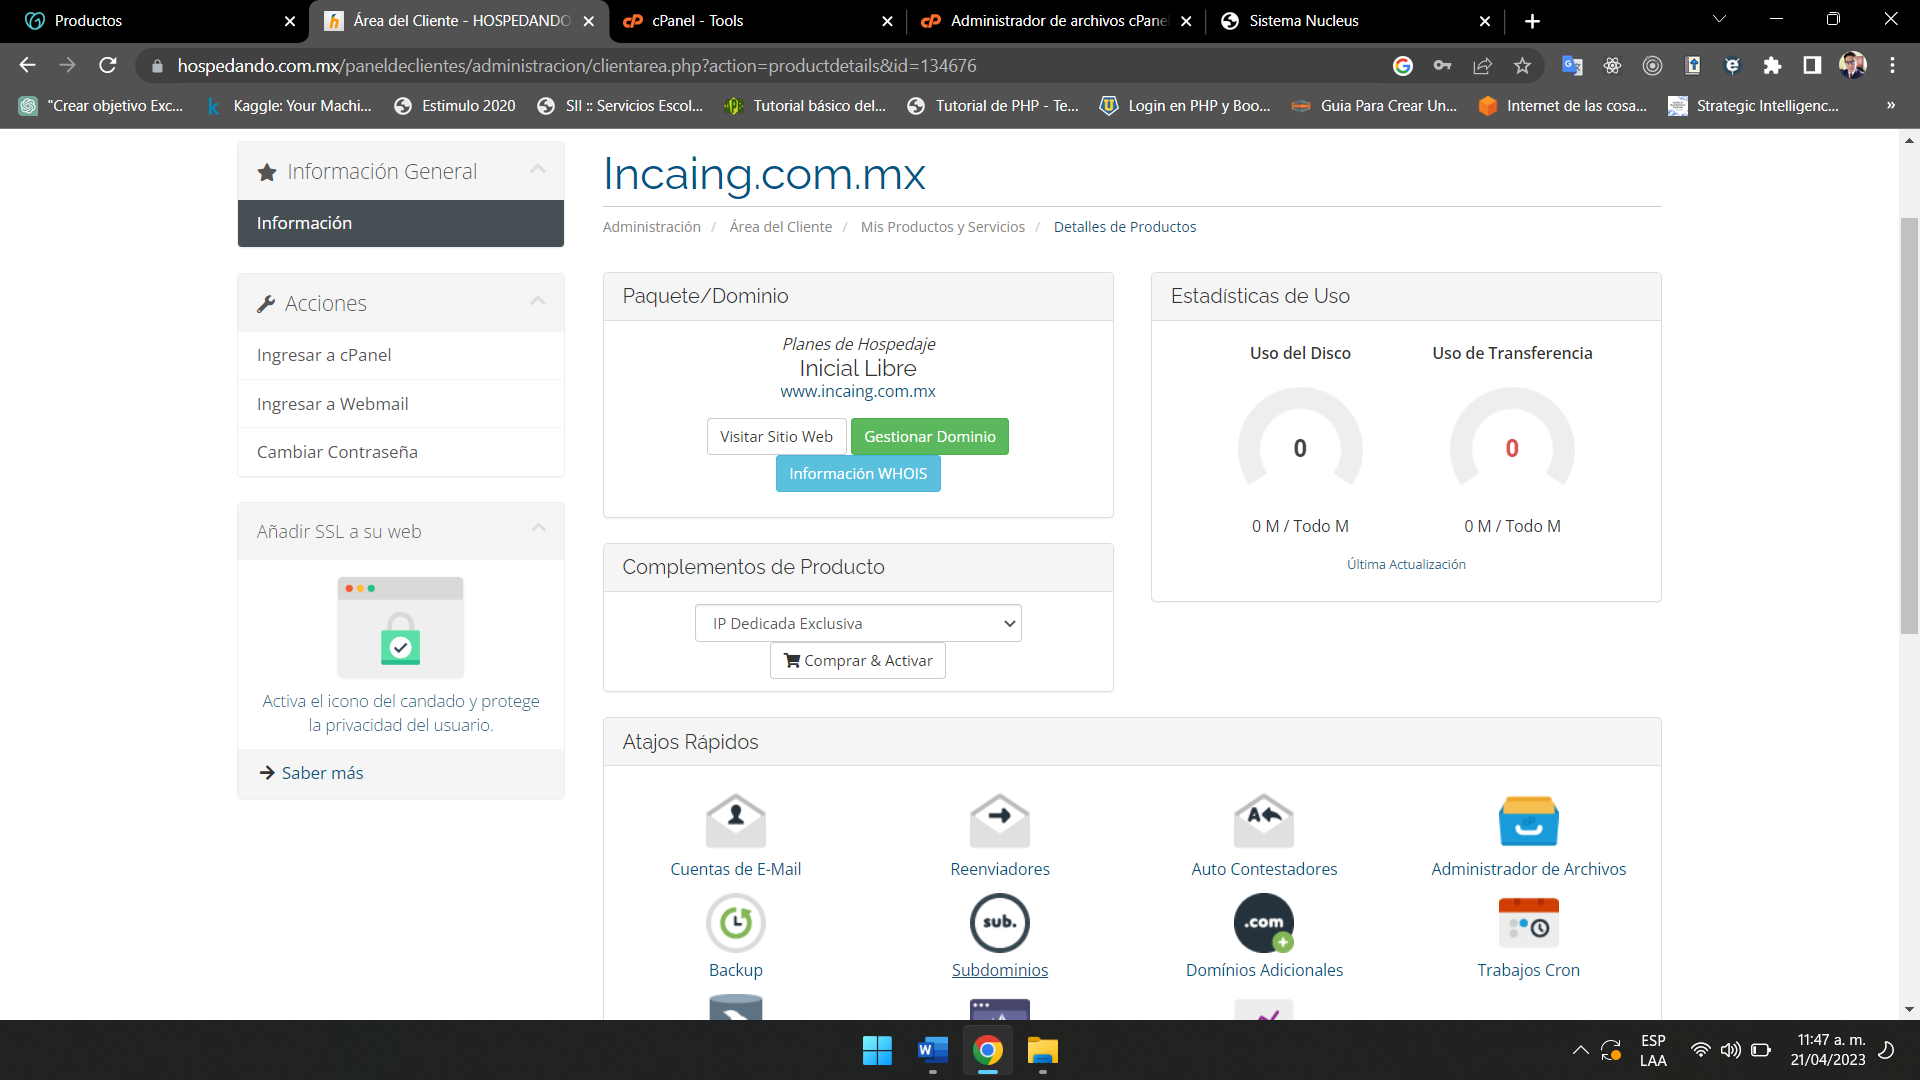 Productos
Área del Cliente - HOSPEDANDO
cPanel - Tools
Administrador de archivos cPanel
Sistema Nucleus
hospedando.com.mx/paneldeclientes/administracion/clientarea.php?action=productdetails&id=134676
"Crear objetivo Exc...
Kaggle: Your Machi...
Estimulo 2020
SII :: Servicios Escol...
Tutorial básico del...
Tutorial de PHP - Te...
Login en PHP y Boo...
Guia Para Crear Un...
Internet de las cosa...
Strategic Intelligenc...
»
Información General
Información
Acciones
Ingresar a cPanel
Ingresar a Webmail
Cambiar Contraseña
Añadir SSL a su web
Activa el icono del candado y protege
la privacidad del usuario.
Saber más
Incaing.com.mx
Administración / Área del Cliente / Mis Productos y Servicios / Detalles de Productos
Paquete/Dominio
Planes de Hospedaje
Inicial Libre
www.incaing.com.mx
Visitar Sitio Web
Gestionar Dominio
Información WHOIS
Estadísticas de Uso
Uso del Disco
Uso de Transferencia
0
0
0 M / Todo M
0 M / Todo M
Última Actualización
Complementos de Producto
IP Dedicada Exclusiva
Comprar & Activar
Atajos Rápidos
Cuentas de E-Mail
Reenviadores
A
Auto Contestadores
Administrador de Archivos
Backup
sub.
Subdominios
.com
Domínios Adicionales
Trabajos Cron
W
ESP
LAA
11:47 a. m.
21/04/2023